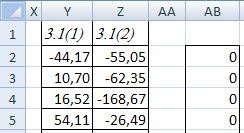 X Y Z AA AB
1 3.1(1) 3.1(2)
2 -44,17 -55,05 0
3 10,70 -62,35 0
4 16,52 -168,67 0
5 54,11 -26,49 0